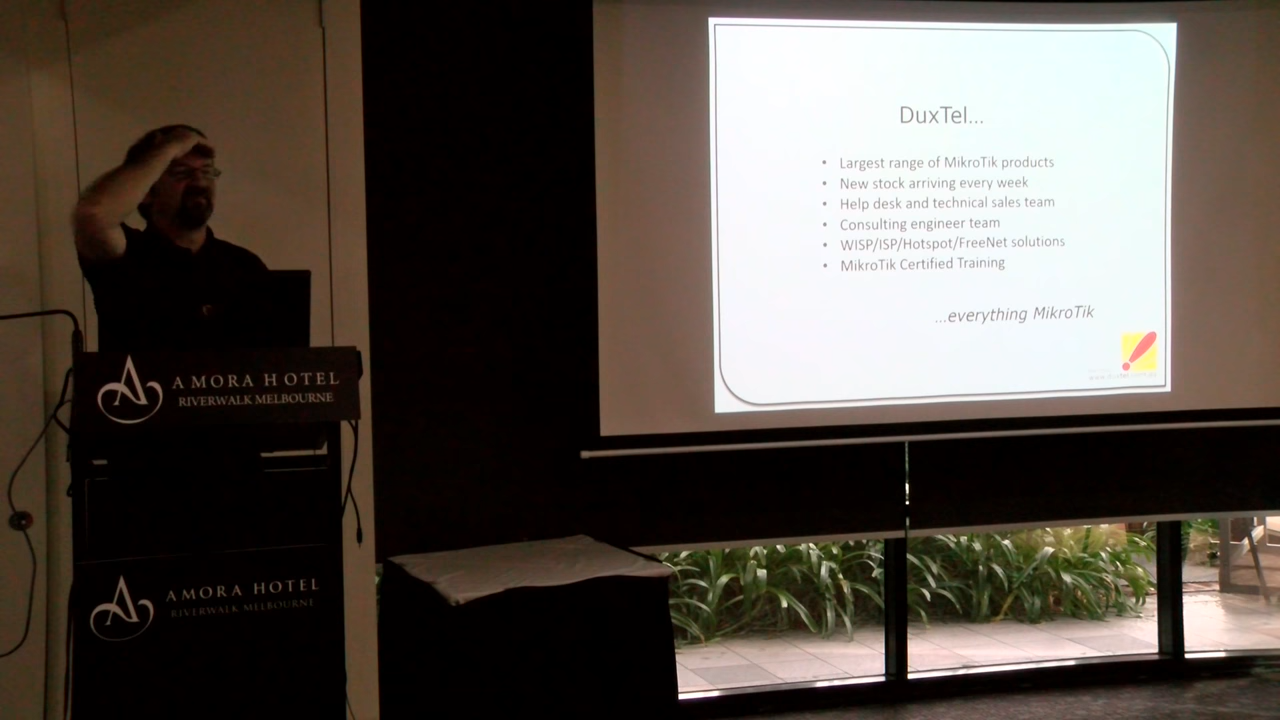 DuxTel...
• Largest range of MikroTik products
• New stock arriving every week
• Help desk and technical sales team
• Consulting engineer team
• WISP/ISP/Hotspot/FreeNet solutions
• MikroTik Certified Training
...everything MikroTik
AMORA HOTEL
RIVERWALK MELBOURNE
AMORA HOTEL
RIVERWALK MELBOURNE